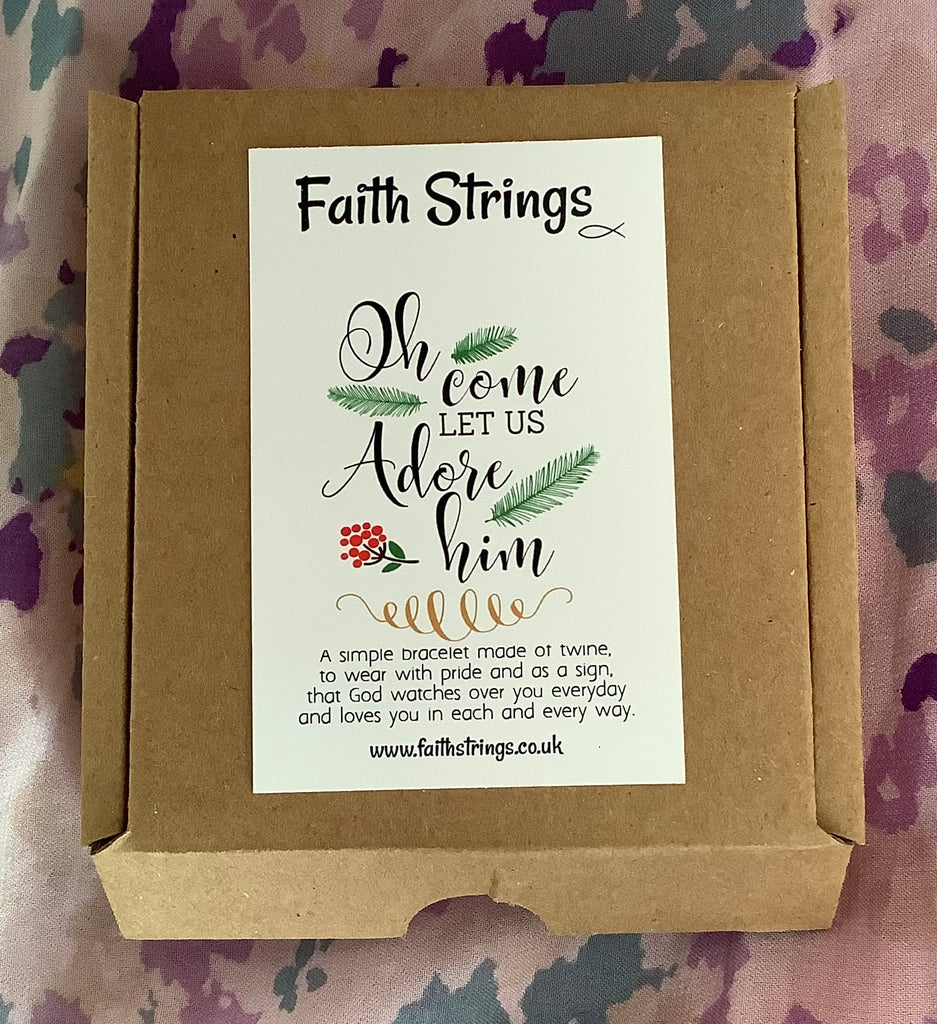 Faith Strings
Oh
come
LET US
Adore
him
A simple bracelet made of twine,
to wear with pride and as a sign,
that God watches over you everyday
and loves you in each and every way.
www.faithstrings.co.uk